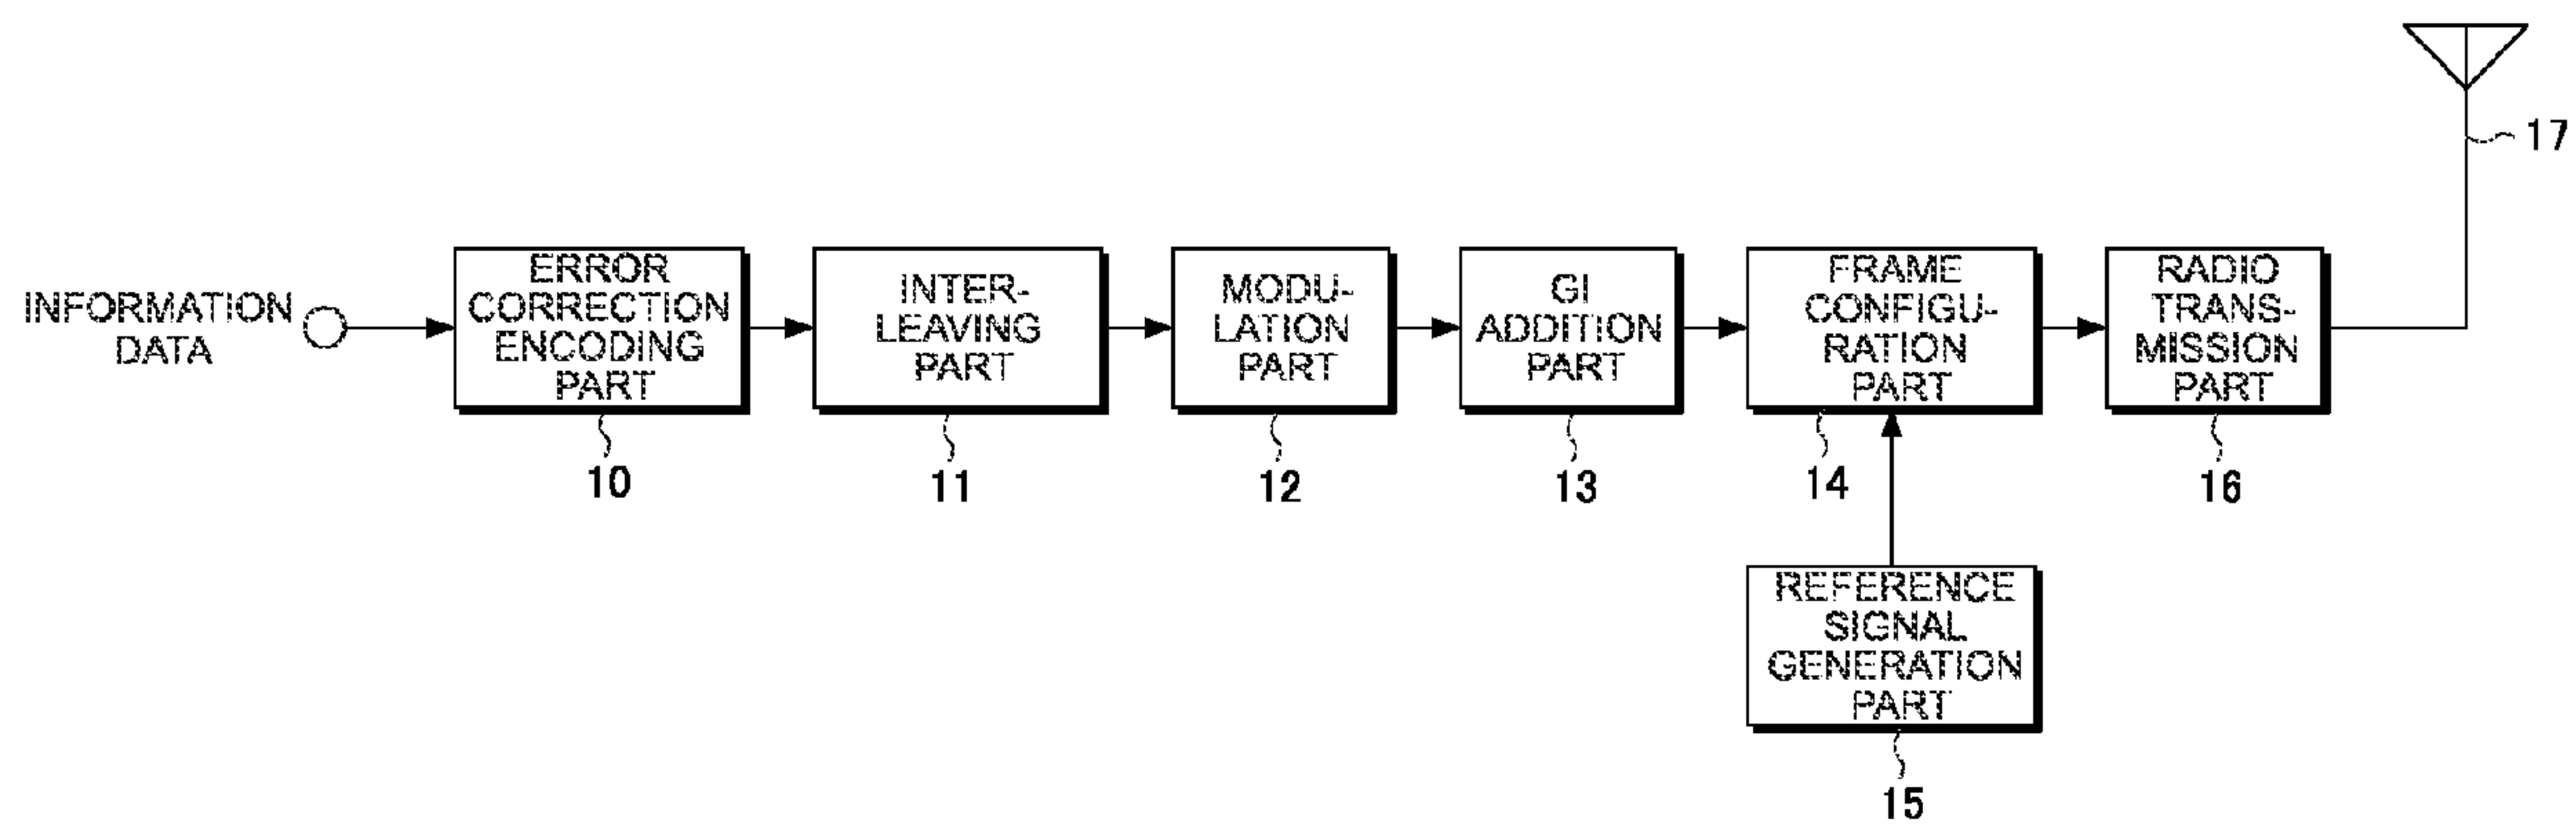 INFORMATION
DATA
ERROR
CORRECTION
ENCODING
PART
10
INTER-
LEAVING
PART
11
MODU-
LATION
PART
12
GI
ADDITION
PART
13
FRAME
CONFIGU-
RATION
PART
14
RADIO
TRANS-
MISSION
PART
16
17
REFERENCE
SIGNAL
GENERATION
PART
15